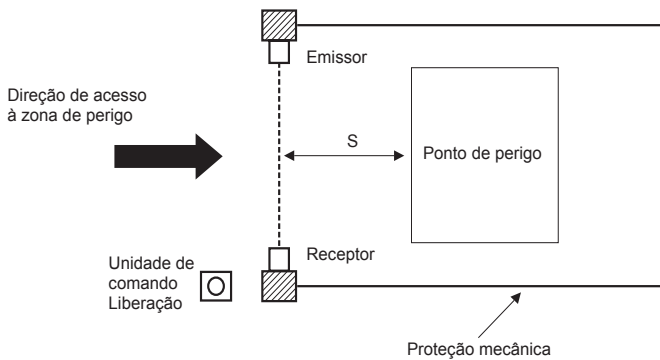 Emissor
Direção de acesso
à zona de perigo
S
Ponto de perigo
Receptor
Unidade de
comando
Liberação
Proteção mecânica